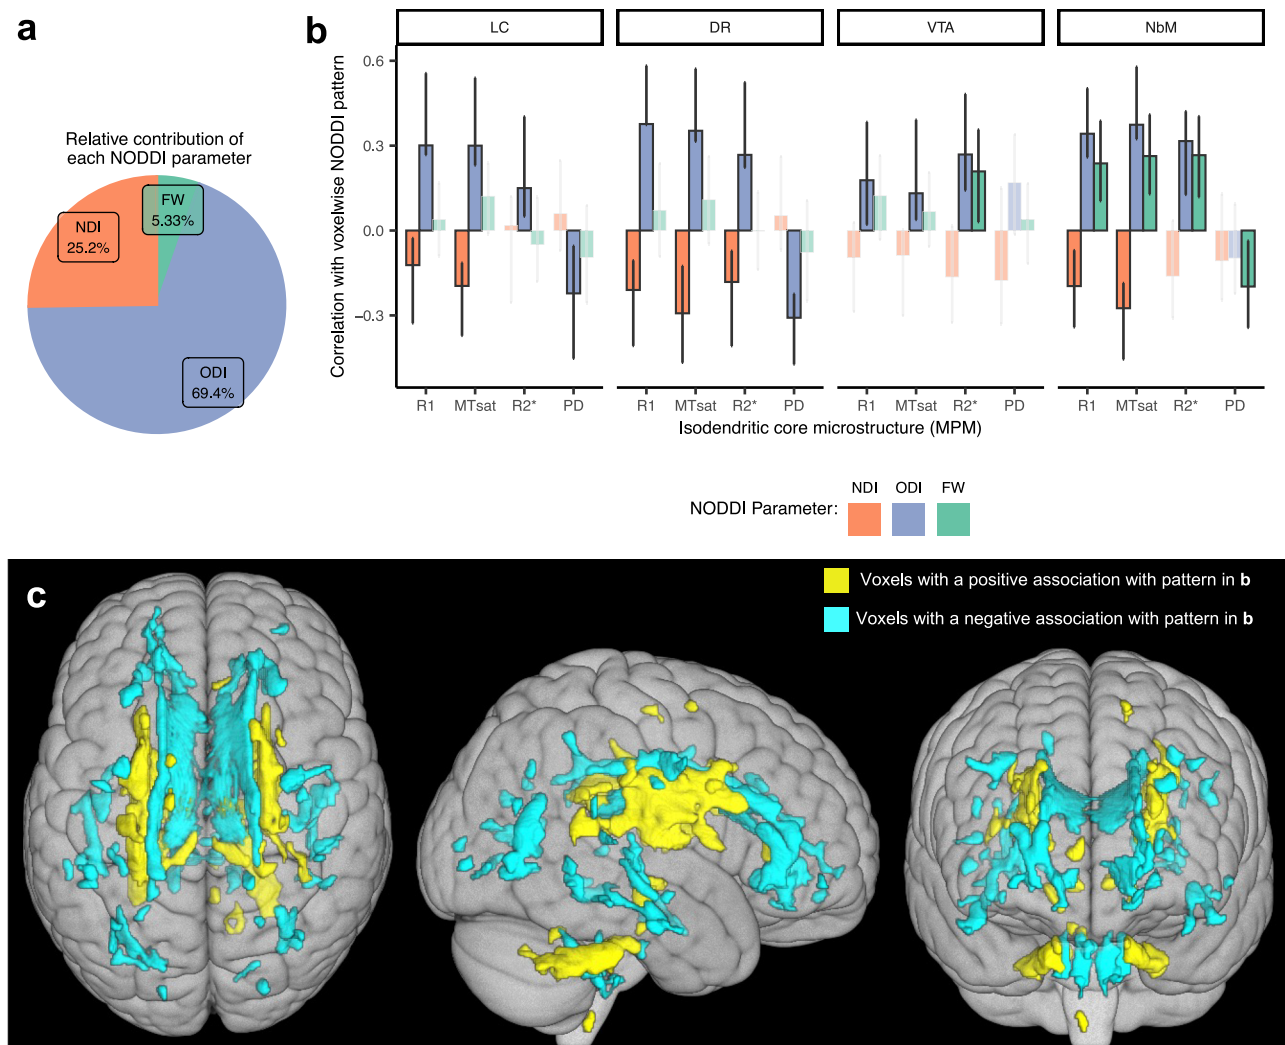 a
Relative contribution of
each NODDI parameter
FW
5.33%
NDI
25.2%
ODI
69.4%
b
LC
DR
VTA
NbM
Correlation with voxelwise NODDI pattern
0.6
0.3
0.0
−0.3
R1 MTsat R2* PD
R1 MTsat R2* PD
R1 MTsat R2* PD
R1 MTsat R2* PD
Isodendritic core microstructure (MPM)
NDI ODI FW
NODDI Parameter:
c
Voxels with a positive association with pattern in b
Voxels with a negative association with pattern in b